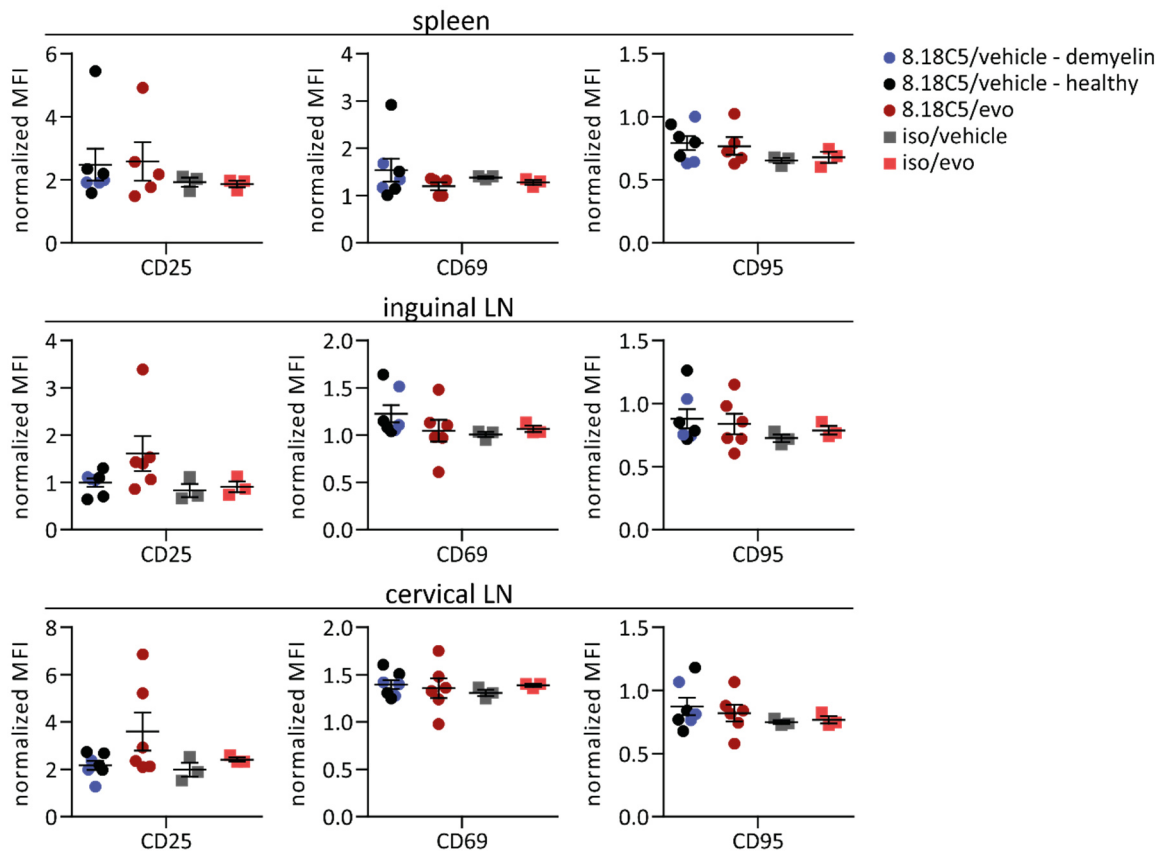 spleen
normalized MFI
6
4
2
0
CD25
normalized MFI
4
3
2
1
0
CD69
normalized MFI
1.5
1.0
0.5
0.0
CD95
8.18C5/vehicle - demyelin
8.18C5/vehicle - healthy
8.18C5/evo
iso/vehicle
iso/evo
inguinal LN
normalized MFI
4
3
2
1
0
CD25
normalized MFI
2.0
1.5
1.0
0.5
0.0
CD69
normalized MFI
1.5
1.0
0.5
0.0
CD95
cervical LN
normalized MFI
8
6
4
2
0
CD25
normalized MFI
2.0
1.5
1.0
0.5
0.0
CD69
normalized MFI
1.5
1.0
0.5
0.0
CD95